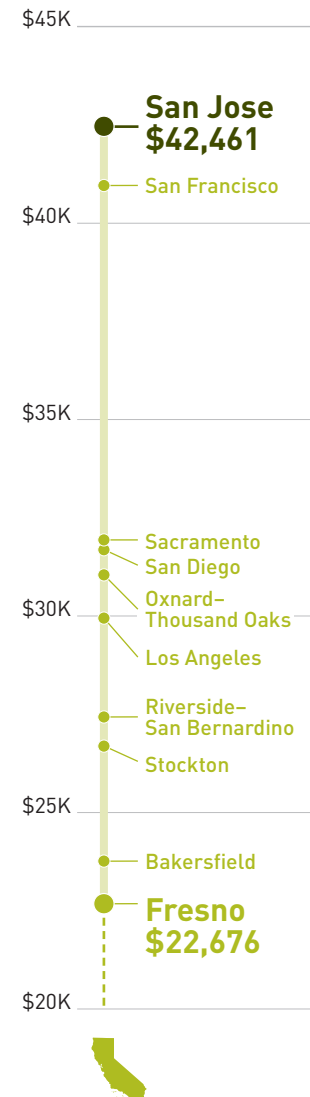 $45K
San Jose
$42,461
San Francisco
$40K
$35K
Sacramento
San Diego
Oxnard–
Thousand Oaks
$30K
Los Angeles
Riverside–
San Bernardino
Stockton
$25K
Bakersfield
Fresno
$22,676
$20K